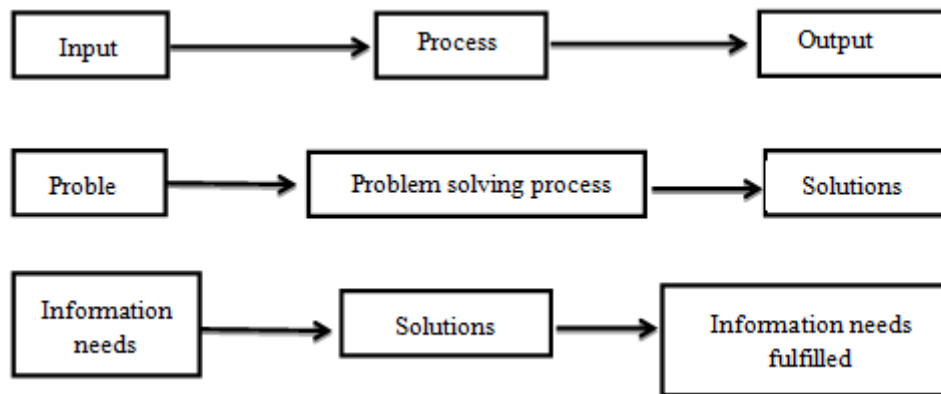 Input
Process
Output
Proble
Problem solving process
Solutions
Information
needs
Solutions
Information needs
fulfilled